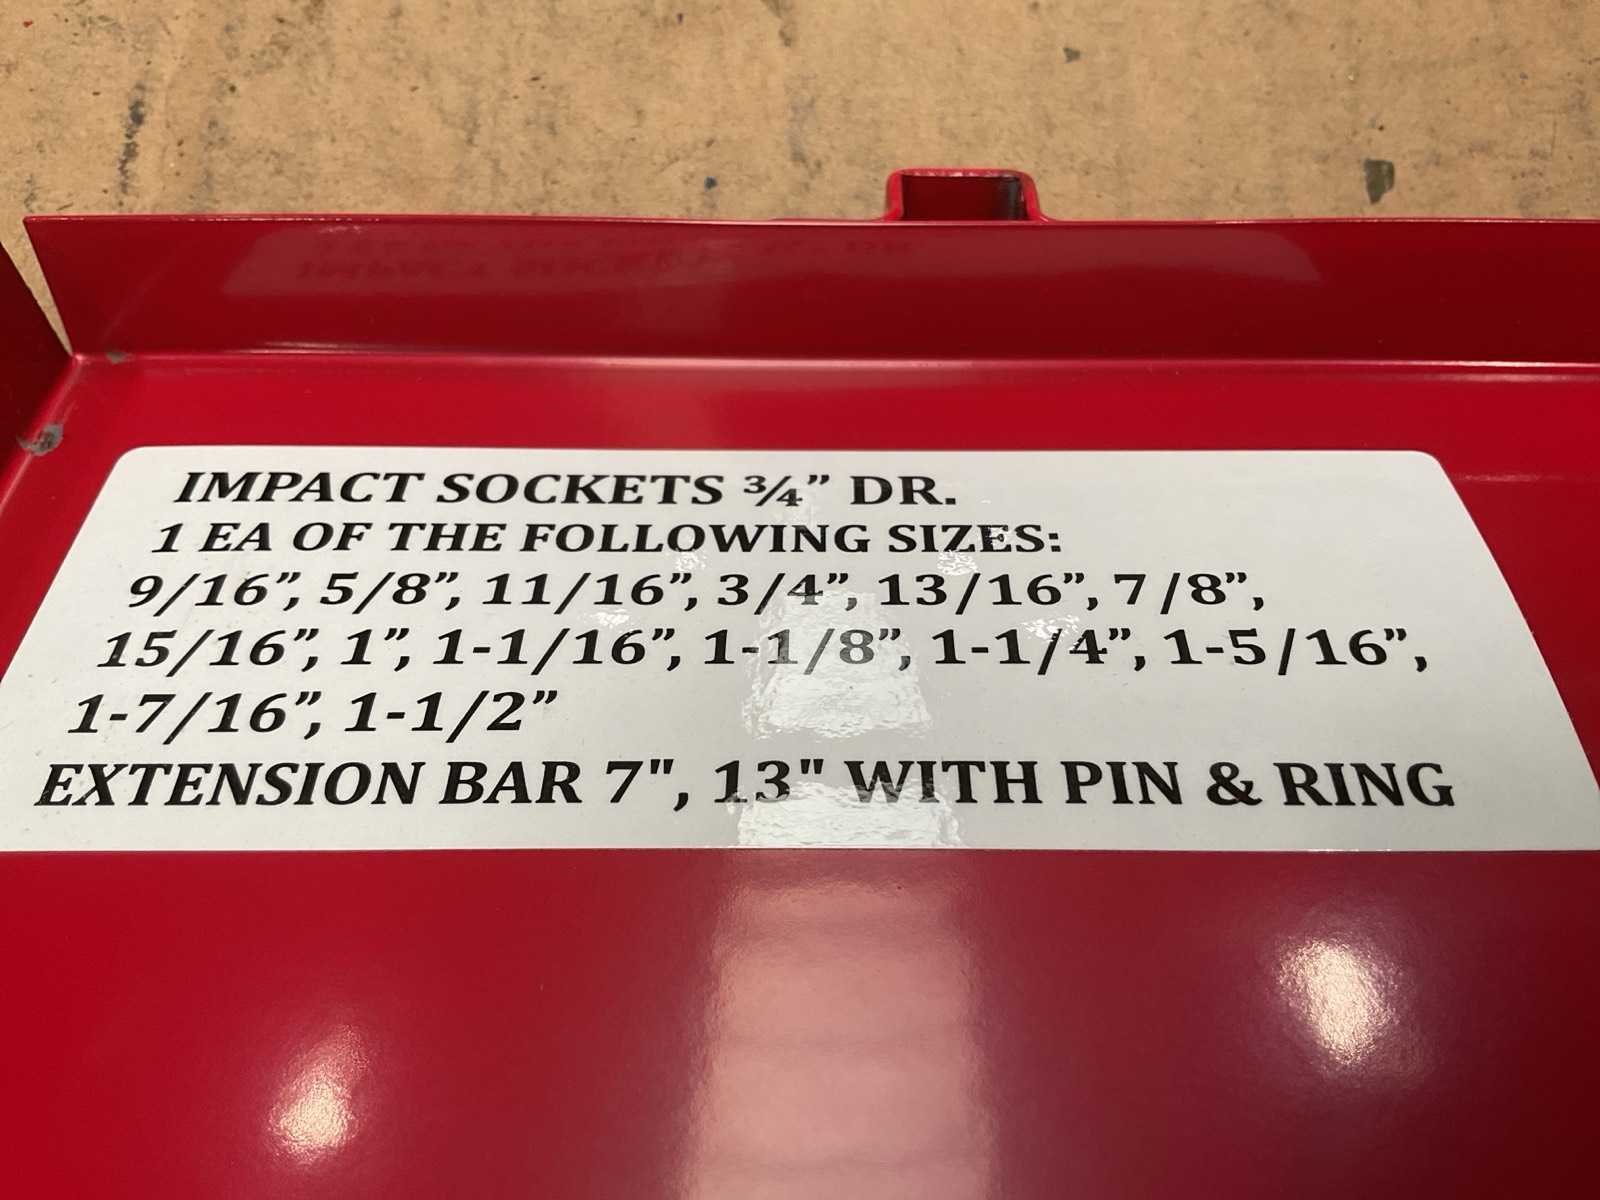 IMPACT SOCKETS ¾” DR.
1 EA OF THE FOLLOWING SIZES:
9/16”, 5/8”, 11/16”, 3/4”, 13/16”, 7/8”,
15/16”, 1”, 1-1/16”, 1-1/8”, 1-1/4”, 1-5/16”,
1-7/16”, 1-1/2”
EXTENSION BAR 7", 13" WITH PIN & RING